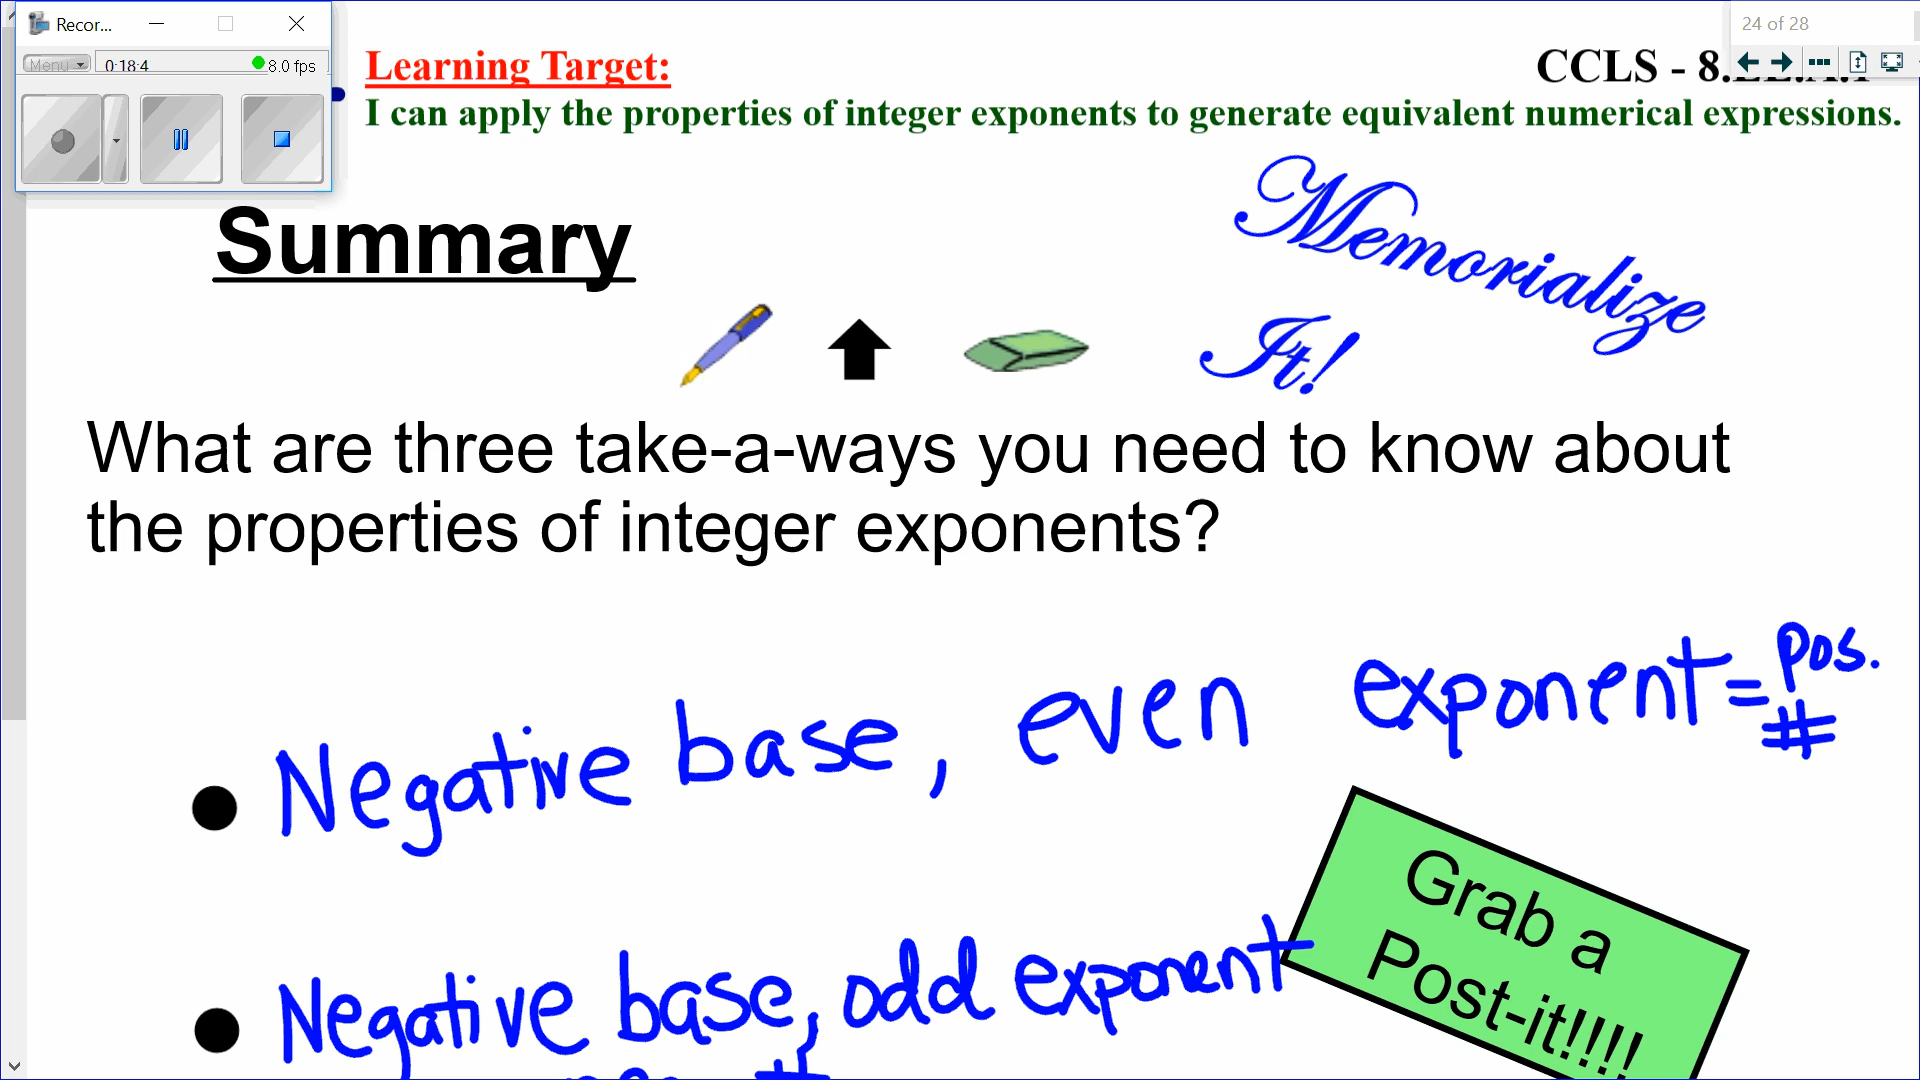 Recor...
24 of 28
Menu
0:18:4
8.0 fps
Learning Target:
CCLS - 8.
I can apply the properties of integer exponents to generate equivalent numerical expressions.
Summary
Memorialize
It!
What are three take-a-ways you need to know about
the properties of integer exponents?
Negative base, even exponent = pos.
#
Grab a
Post-it!!!!
Negative base, odd exponent
#